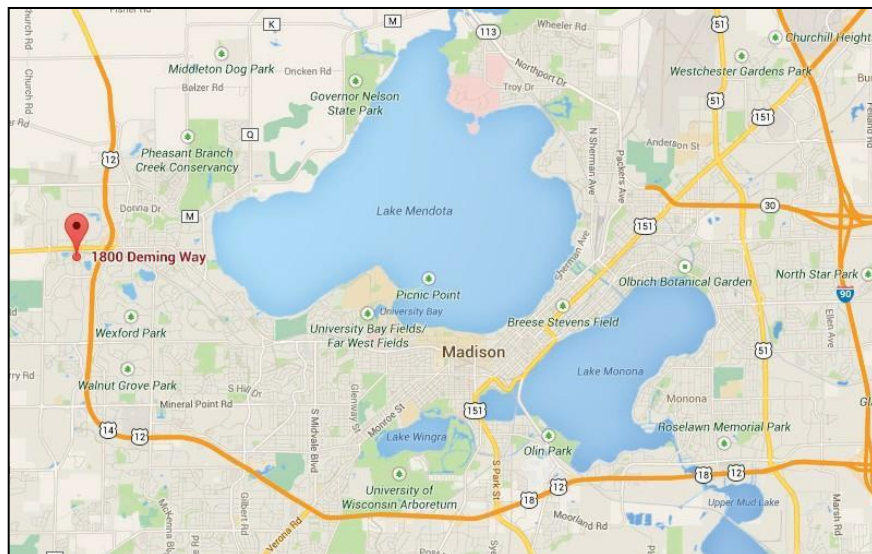 Fisher Rd
K
M
113
Wheeler Rd
51
Churchill Heights
Middleton Dog Park
Oncken Rd
Balzer Rd
Church Rd
Governor Nelson
State Park
Northport Dr
Troy Dr
Westchester Gardens Park
51
151
Q
12
Pheasant Branch
Creek Conservancy
N Sherman Ave
Packers Ave
Anderson St
Donna Dr
M
Lake Mendota
30
151
1800 Deming Way
Sherman Ave
Olbrich Botanical Garden
North Star Park
Picnic Point
University Bay
90
Wexford Park
University Bay Fields/
Far West Fields
Breese Stevens Field
Ellen Ave
Madison
51
Walnut Grove Park
S Hill Dr
Lake Monona
Mineral Point Rd
Glenway St
Monroe St
151
Monona
S Midvale Blvd
Roselawn Memorial Park
14
12
Lake Wingra
Olin Park
University of
Wisconsin Arboretum
S Park St
18
12
18
12
Upper Mud Lake
Gilbert Rd
Verona Rd
Moorland Rd
Marsh Rd